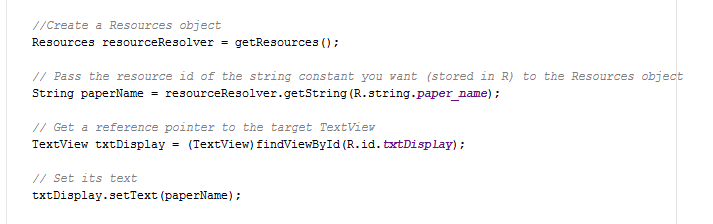 //Create a Resources object
Resources resourceResolver = getResources();
// Pass the resource id of the string constant you want (stored in R) to the Resources object
String paperName = resourceResolver.getString(R.string.paper_name);
// Get a reference pointer to the target TextView
TextView txtDisplay = (TextView)findViewById(R.id.txtDisplay);
// Set its text
txtDisplay.setText(paperName);